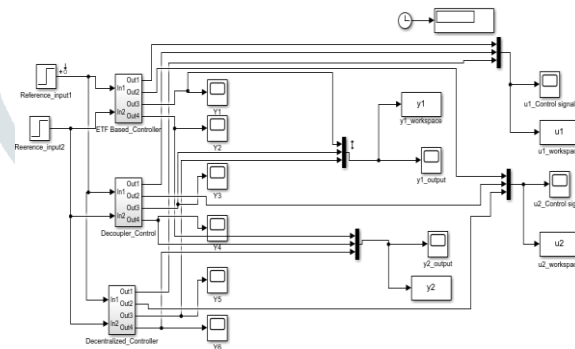 Reference_input1
In1
In2
Out1
Out2
Out3
Out4
ETF Based_Controller
Reerence_input2
In1
In2
Out1
Out2
Out3
Out4
Decoupler_Control
In1
In2
Out1
Out2
Out3
Out4
Decentralized_Controller
Y1
Y2
Y3
Y4
Y5
Y6
y1
y1_workspace
y1_output
y2_output
y2
u1_Control signal
u1
u1_workspac
u2_Control sig
u2
u2_workspac